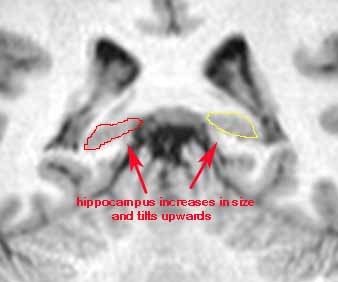 hippocampus increases in size
and tilts upwards